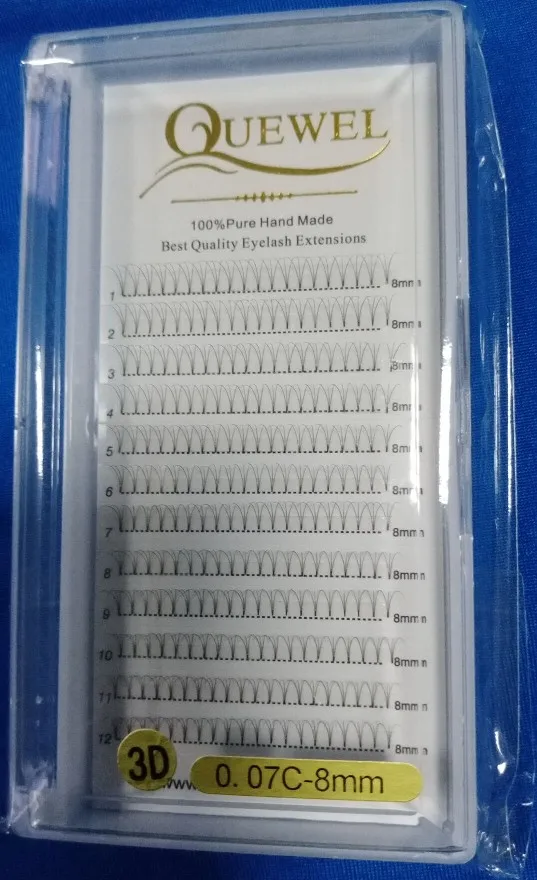 QUEWEL
100%Pure Hand Made
Best Quality Eyelash Extensions
1 8mm
2 8mm
3 8mm
4 8mm
5 8mm
6 8mm
7 8mm
8 8mm
9 8mm
10 8mm
11 8mm
12 8mm
3D
www.
0.07C-8mm